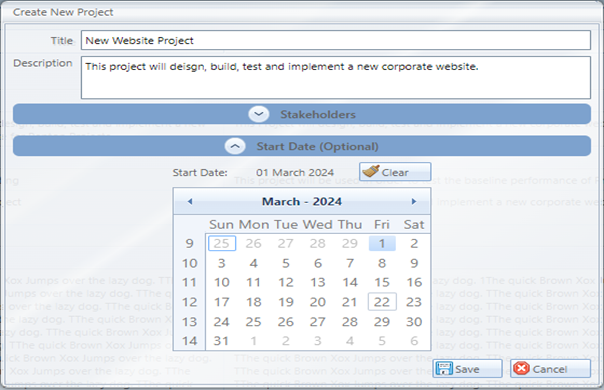 Create New Project
Title New Website Project
Description This project will deisgn, build, test and implement a new corporate website.
Stakeholders
Start Date (Optional)
Start Date: 01 March 2024 Clear
March - 2024
Sun Mon Tue Wed Thu Fri Sat
9 25 26 27 28 29 1 2
10 3 4 5 6 7 8 9
11 10 11 12 13 14 15 16
12 17 18 19 20 21 22 23
13 24 25 26 27 28 29 30
14 31 1 2 3 4 5 6
Save Cancel